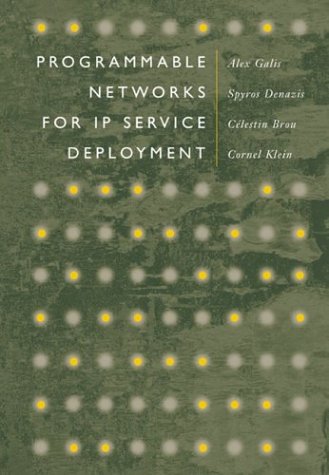 PROGRAMMABLE
NETWORKS
FOR IP SERVICE
DEPLOYMENT
Alex Galis
Spyros Denazis
Célestin Brou
Cornel Klein